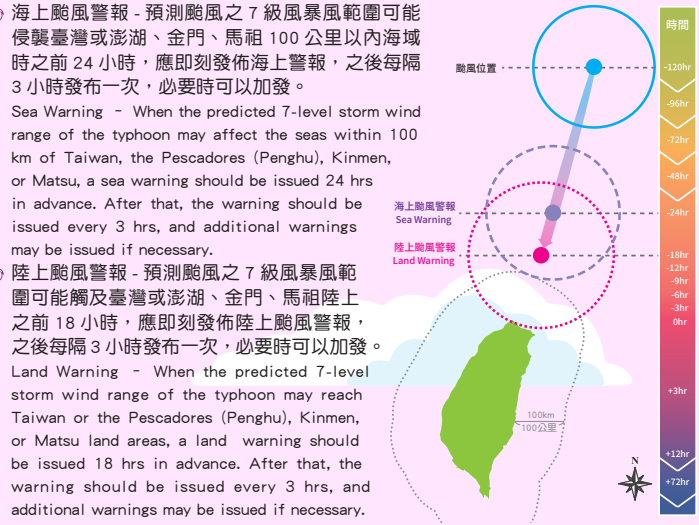 海上颱風警報 - 預測颱風之 7 級風暴風範圍可能
侵襲臺灣或澎湖、金門、馬祖 100 公里以內海域
時之前 24 小時，應即刻發佈海上警報，之後每隔
3 小時發布一次，必要時可以加發。
Sea Warning – When the predicted 7-level storm wind
range of the typhoon may affect the seas within 100
km of Taiwan, the Pescadores (Penghu), Kinmen,
or Matsu, a sea warning should be issued 24 hrs
in advance. After that, the warning should be
issued every 3 hrs, and additional warnings
may be issued if necessary.
陸上颱風警報 - 預測颱風之 7 級風暴風範
圍可能觸及臺灣或澎湖、金門、馬祖陸上
之前 18 小時，應即刻發佈陸上颱風警報，
之後每隔 3 小時發布一次，必要時可以加發。
Land Warning – When the predicted 7-level
storm wind range of the typhoon may reach
Taiwan or the Pescadores (Penghu), Kinmen,
or Matsu land areas, a land warning should
be issued 18 hrs in advance. After that, the
warning should be issued every 3 hrs, and
additional warnings may be issued if necessary.
颱風位置
海上颱風警報
Sea Warning
陸上颱風警報
Land Warning
100km
100公里
N
時間
-120hr
-96hr
-72hr
-48hr
-24hr
-18hr
-12hr
-9hr
-6hr
-3hr
0hr
+3hr
+12hr
+72hr